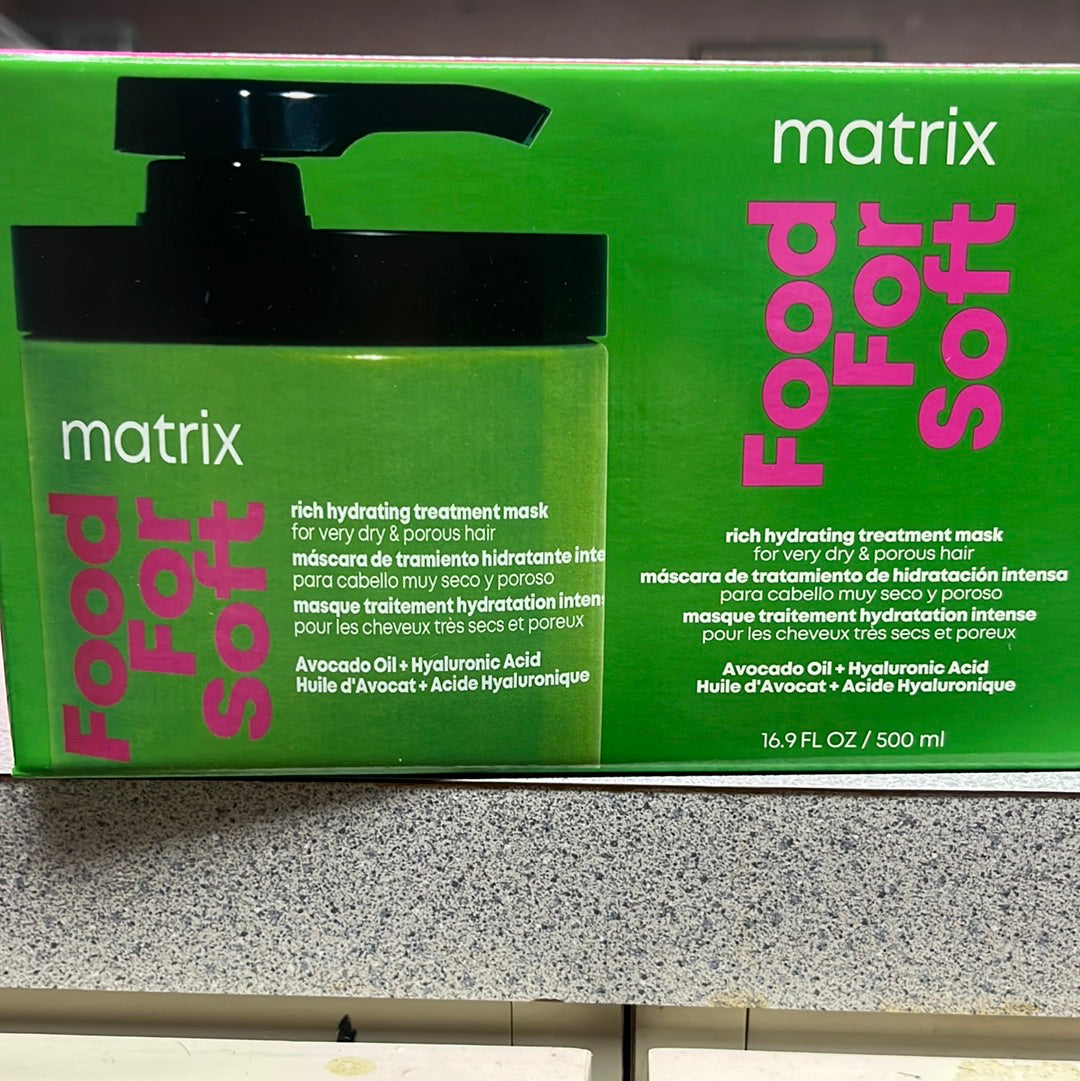 matrix
Food
For
Soft
rich hydrating treatment mask
for very dry & porous hair
máscara de tramiento hidratante inte
para cabello muy seco y poroso
masque traitement hydratation intens
pour les cheveux très secs et poreux
Avocado Oil + Hyaluronic Acid
Huile d'Avocat + Acide Hyaluronique
matrix
Food
For
Soft
rich hydrating treatment mask
for very dry & porous hair
máscara de tratamiento de hidratación intensa
para cabello muy seco y poroso
masque traitement hydratation intense
pour les cheveux très secs et poreux
Avocado Oil + Hyaluronic Acid
Huile d'Avocat + Acide Hyaluronique
16.9 FL OZ / 500 ml